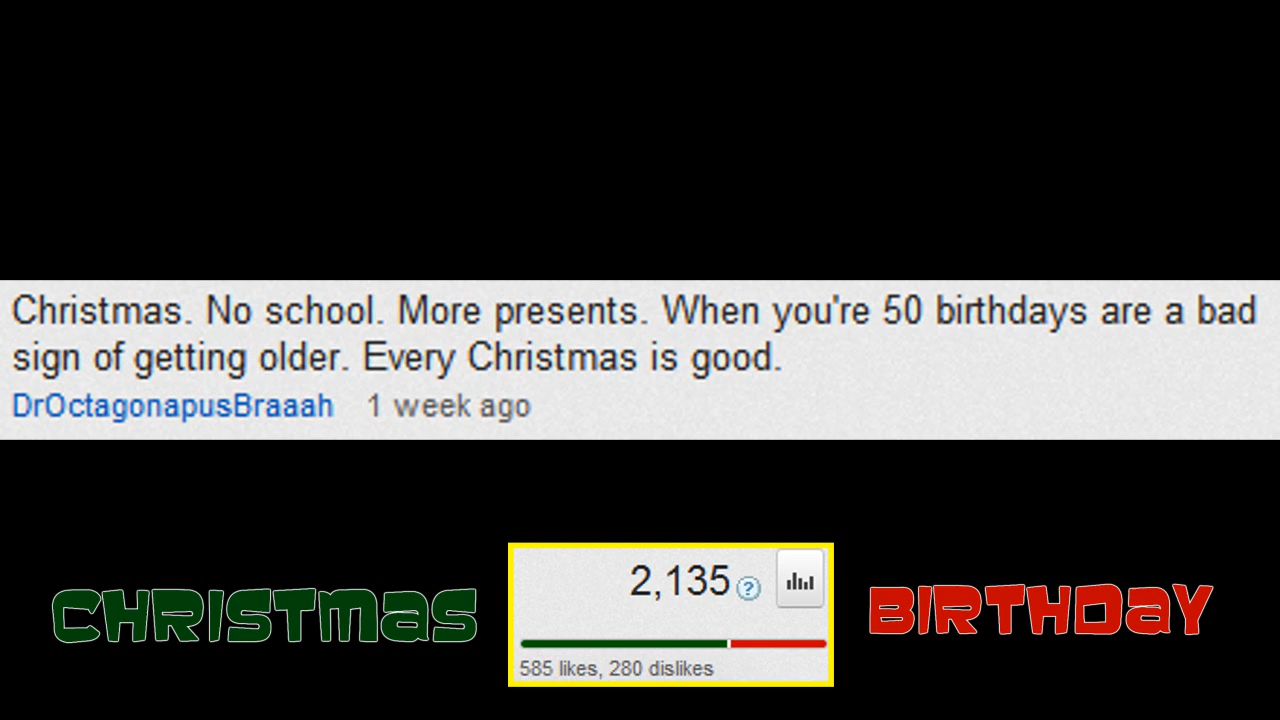 Christmas. No school. More presents. When you're 50 birthdays are a bad
sign of getting older. Every Christmas is good.
DrOctagonapusBraaah 1 week ago
2,135 ?
CHRISTMAS
BIRTHDAY
585 likes, 280 dislikes